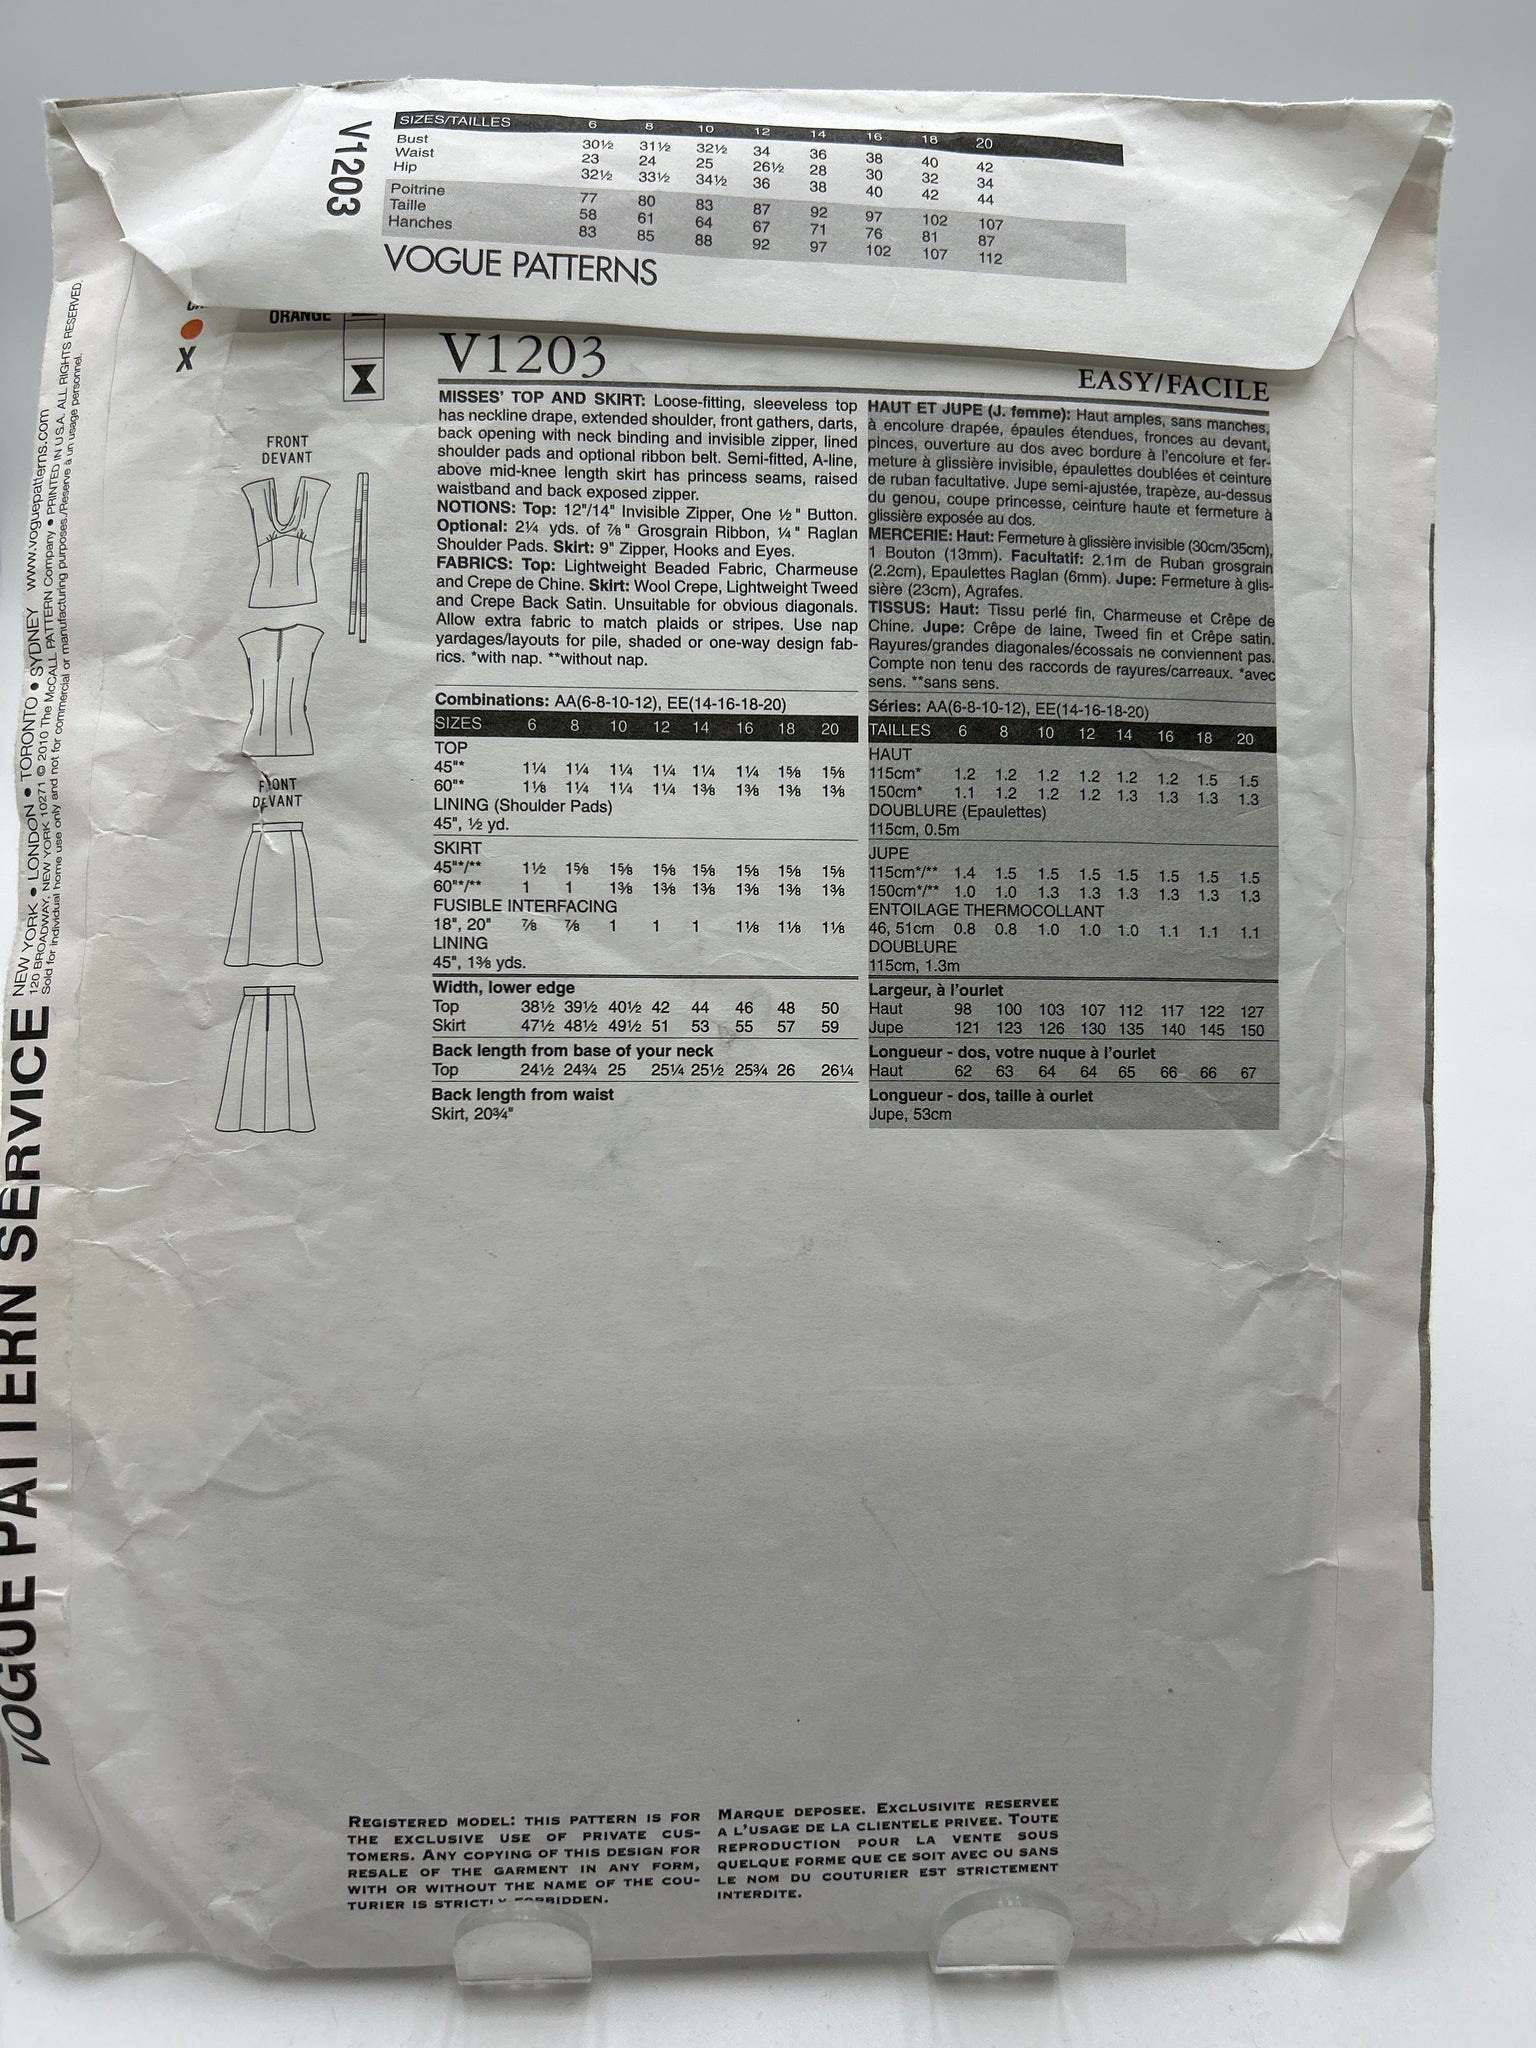 V1203
SIZES/TAILLES 6 8 10 12 14 16 18 20
Bust 30½ 31½ 32½ 34 36 38 40 42
Waist 23 24 25 26½ 28 30 32 34
Hip 32½ 33½ 34½ 36 38 40 42 44
Poitrine 77 80 83 87 92 97 102 107
Taille 58 61 64 67 71 76 81 87
Hanches 83 85 88 92 97 102 107 112
VOGUE PATTERNS
ORANGE
X
V1203
EASY/FACILE
MISSES' TOP AND SKIRT: Loose-fitting, sleeveless top
has neckline drape, extended shoulder, front gathers, darts,
back opening with neck binding and invisible zipper, lined
shoulder pads and optional ribbon belt. Semi-fitted, A-line,
above mid-knee length skirt has princess seams, raised
waistband and back exposed zipper.
NOTIONS: Top: 12"/14" Invisible Zipper, One ½" Button.
Optional: 2¼ yds. of ⅞" Grosgrain Ribbon, ¼" Raglan
Shoulder Pads. Skirt: 9" Zipper, Hooks and Eyes.
FABRICS: Top: Lightweight Beaded Fabric, Charmeuse
and Crepe de Chine. Skirt: Wool Crepe, Lightweight Tweed
and Crepe Back Satin. Unsuitable for obvious diagonals.
Allow extra fabric to match plaids or stripes. Use nap
yardages/layouts for pile, shaded or one-way design fab-
rics. *with nap. **without nap.
Combinations: AA(6-8-10-12), EE(14-16-18-20)
SIZES 6 8 10 12 14 16 18 20
TOP
45"* 1¼ 1¼ 1¼ 1¼ 1¼ 1¼ 1⅝ 1⅝
60"* 1⅛ 1¼ 1¼ 1¼ 1⅜ 1⅜ 1⅜ 1⅜
LINING (Shoulder Pads)
45", ½ yd.
SKIRT
45"*/** 1½ 1⅝ 1⅝ 1⅝ 1⅝ 1⅝ 1⅝ 1⅝
60"*/** 1 1 1⅜ 1⅜ 1⅜ 1⅜ 1⅜ 1⅜
FUSIBLE INTERFACING
18", 20" ⅞ ⅞ 1 1 1 1⅛ 1⅛ 1⅛
LINING
45", 1⅜ yds.
Width, lower edge
Top 38½ 39½ 40½ 42 44 46 48 50
Skirt 47½ 48½ 49½ 51 53 55 57 59
Back length from base of your neck
Top 24½ 24¾ 25 25¼ 25½ 25¾ 26 26¼
Back length from waist
Skirt, 20¾"
HAUT ET JUPE (J. femme): Haut amples, sans manches,
à encolure drapée, épaules étendues, fronces au devant,
pinces, ouverture au dos avec bordure à l'encolure et fer-
meture à glissière invisible, épaulettes doublées et ceinture
de ruban facultative. Jupe semi-ajustée, trapèze, au-dessus
du genou, coupe princesse, ceinture haute et fermeture à
glissière exposée au dos.
MERCERIE: Haut: Fermeture à glissière invisible (30cm/35cm),
1 Bouton (13mm). Facultatif: 2.1m de Ruban grosgrain
(2.2cm), Epaulettes Raglan (6mm). Jupe: Fermeture à glis-
sière (23cm), Agrafes.
TISSUS: Haut: Tissu perlé fin, Charmeuse et Crêpe de
Chine. Jupe: Crêpe de laine, Tweed fin et Crêpe satin.
Rayures/grandes diagonales/écossais ne conviennent pas.
Compte non tenu des raccords de rayures/carreaux. *avec
sens. **sans sens.
Séries: AA(6-8-10-12), EE(14-16-18-20)
TAILLES 6 8 10 12 14 16 18 20
HAUT
115cm* 1.2 1.2 1.2 1.2 1.2 1.2 1.5 1.5
150cm* 1.1 1.2 1.2 1.2 1.3 1.3 1.3 1.3
DOUBLURE (Epaulettes)
115cm, 0.5m
JUPE
115cm*/** 1.4 1.5 1.5 1.5 1.5 1.5 1.5 1.5
150cm*/** 1.0 1.0 1.3 1.3 1.3 1.3 1.3 1.3
ENTOILAGE THERMOCOLLANT
46, 51cm 0.8 0.8 1.0 1.0 1.0 1.1 1.1 1.1
DOUBLURE
115cm, 1.3m
Largeur, à l'ourlet
Haut 98 100 103 107 112 117 122 127
Jupe 121 123 126 130 135 140 145 150
Longueur - dos, votre nuque à l'ourlet
Haut 62 63 64 64 65 66 66 67
Longueur - dos, taille à ourlet
Jupe, 53cm
FRONT
DEVANT
FRONT
DEVANT
VOGUE PATTERN SERVICE
NEW YORK • LONDON • TORONTO • SYDNEY www.voguepatterns.com
120 BROADWAY, NEW YORK, NEW YORK 10271 © 2010 The McCALL PATTERN Company • PRINTED IN U.S.A. ALL RIGHTS RESERVED.
Sold for individual home use only and not for commercial or manufacturing purposes./Reservé à un usage personnel.
REGISTERED MODEL: THIS PATTERN IS FOR
THE EXCLUSIVE USE OF PRIVATE CUS-
TOMERS. ANY COPYING OF THIS DESIGN FOR
RESALE OF THE GARMENT IN ANY FORM,
WITH OR WITHOUT THE NAME OF THE COU-
TURIER IS STRICTLY FORBIDDEN.
MARQUE DEPOSEE. EXCLUSIVITE RESERVEE
A L'USAGE DE LA CLIENTELE PRIVEE. TOUTE
REPRODUCTION POUR LA VENTE SOUS
QUELQUE FORME QUE CE SOIT AVEC OU SANS
LE NOM DU COUTURIER EST STRICTEMENT
INTERDITE.